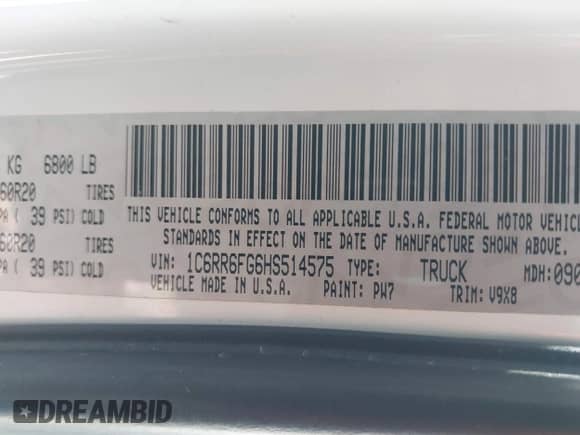 KG 6800 LB
60R20 TIRES
PA ( 39 PSI) COLD
60R20 TIRES
PA ( 39 PSI) COLD
THIS VEHICLE CONFORMS TO ALL APPLICABLE U.S.A. FEDERAL MOTOR VEHICLE
STANDARDS IN EFFECT ON THE DATE OF MANUFACTURE SHOWN ABOVE.
VIN: 1C6RR6FG6HS514575 TYPE: TRUCK MDH:090
VEHICLE MADE IN U.S.A. PAINT: PW7 TRIM: V9X8
DREAMBID